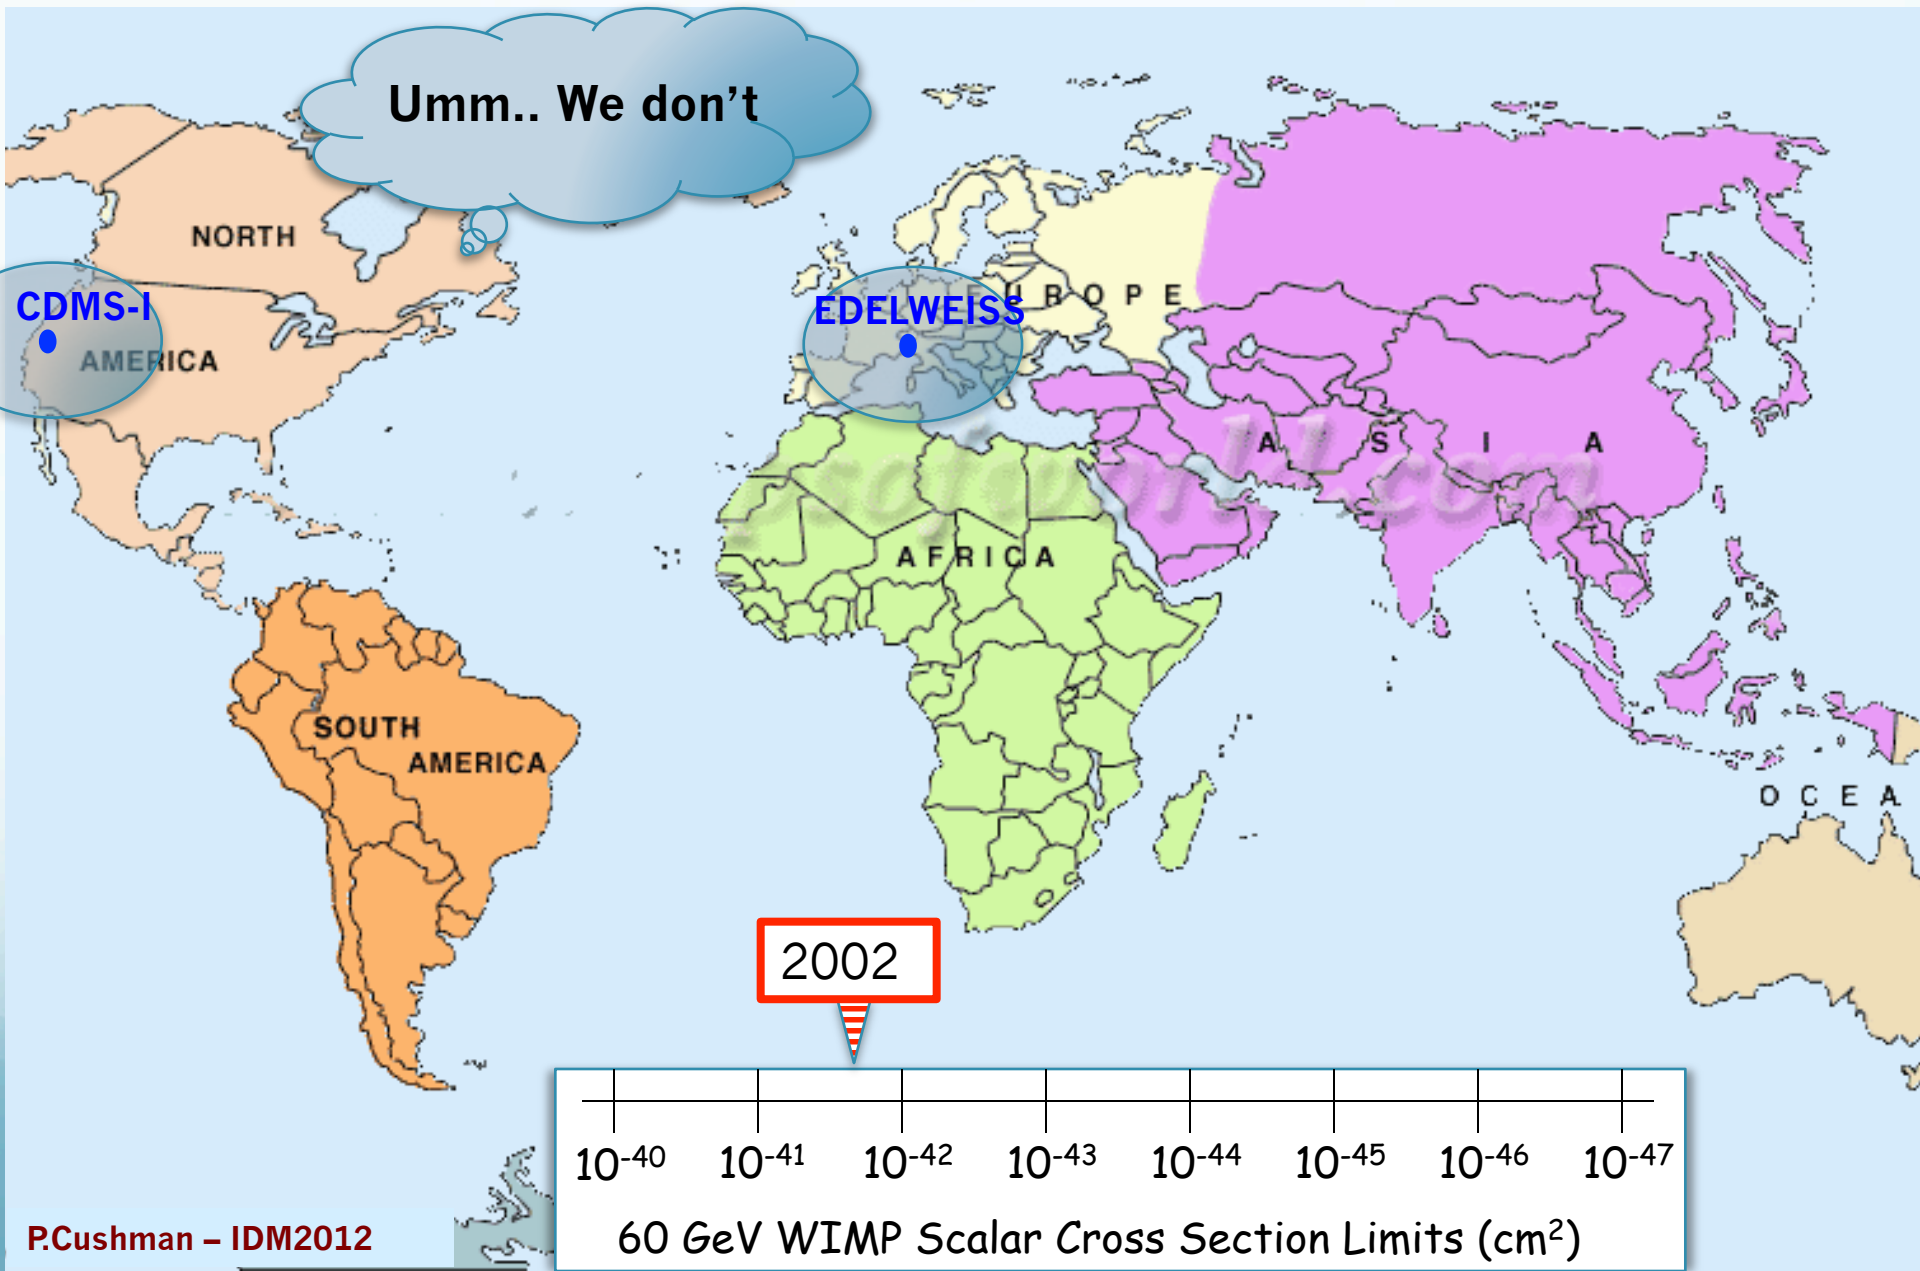 Umm.. We don't
NORTH
AMERICA
CDMS-I
EDELWEISS
EUROPE
ASIA
AFRICA
SOUTH
AMERICA
OCEA
2002
10-40 10-41 10-42 10-43 10-44 10-45 10-46 10-47
60 GeV WIMP Scalar Cross Section Limits (cm2)
P.Cushman – IDM2012